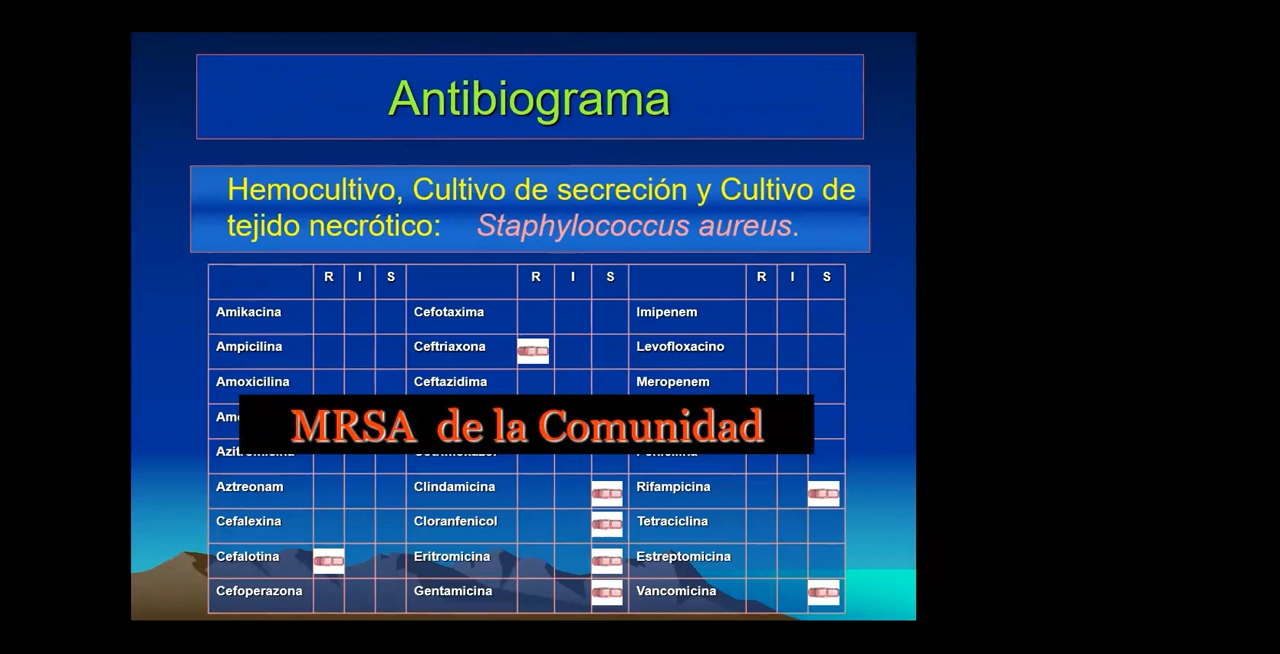 Antibiograma
Hemocultivo, Cultivo de secreción y Cultivo de
tejido necrótico: Staphylococcus aureus.
R I S R I S R I S
Amikacina Cefotaxima Imipenem
Ampicilina Ceftriaxona Levofloxacino
Amoxicilina Ceftazidima Meropenem
MRSA de la Comunidad
Aztreonam Clindamicina Rifampicina
Cefalexina Cloranfenicol Tetraciclina
Cefalotina Eritromicina Estreptomicina
Cefoperazona Gentamicina Vancomicina